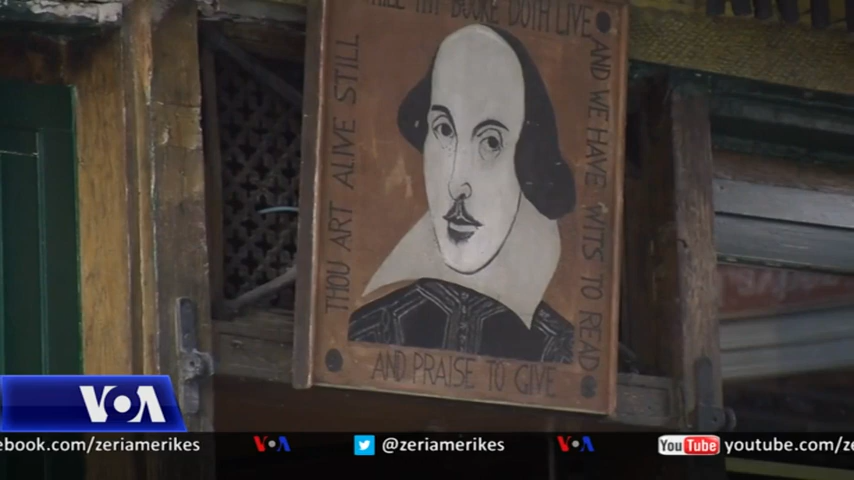 THOU ART ALIVE STILL
THY BOOKE DOTH LIVE
AND WE HAVE WITS TO READ
AND PRAISE TO GIVE
VOA
ebook.com/zeriamerikes VOA @zeriamerikes VOA YouTube youtube.com/ze